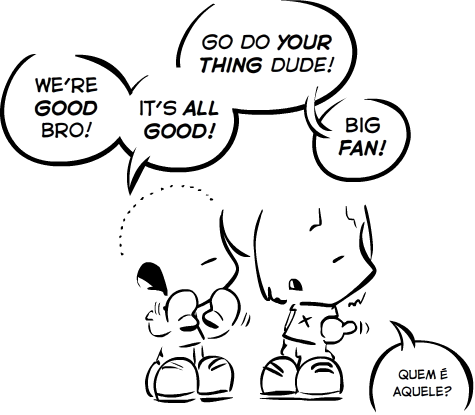 WE'RE
GOOD
BRO!
IT'S ALL
GOOD!
GO DO YOUR
THING DUDE!
BIG
FAN!
QUEM É
AQUELE?